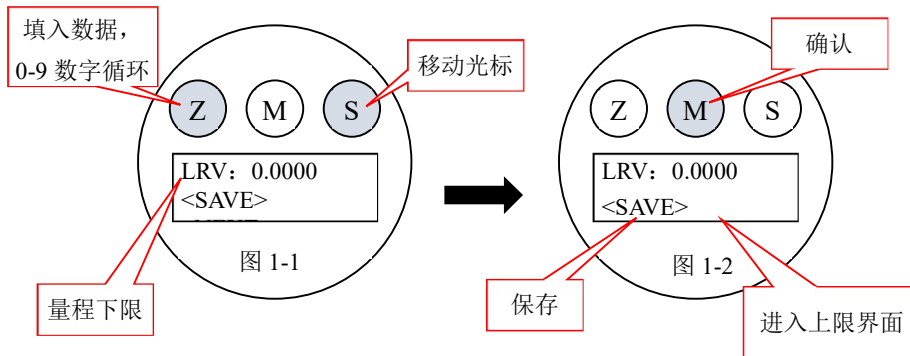 填入数据，
0-9 数字循环
移动光标
确认
Z M S
Z M S
LRV：0.0000
<SAVE>
LRV：0.0000
<SAVE>
图 1-1
图 1-2
量程下限
保存
进入上限界面